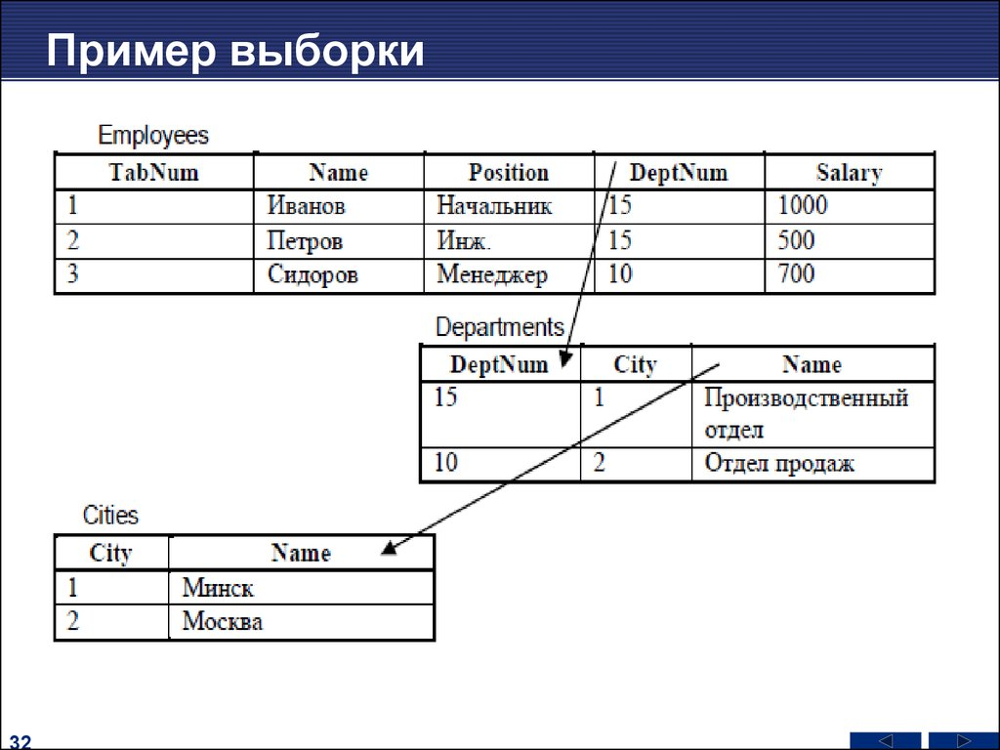 Пример выборки
Employees
TabNum Name Position DeptNum Salary
1 Иванов Начальник 15 1000
2 Петров Инж. 15 500
3 Сидоров Менеджер 10 700
Departments
DeptNum City Name
15 1 Производственный
отдел
10 2 Отдел продаж
Cities
City Name
1 Минск
2 Москва
32